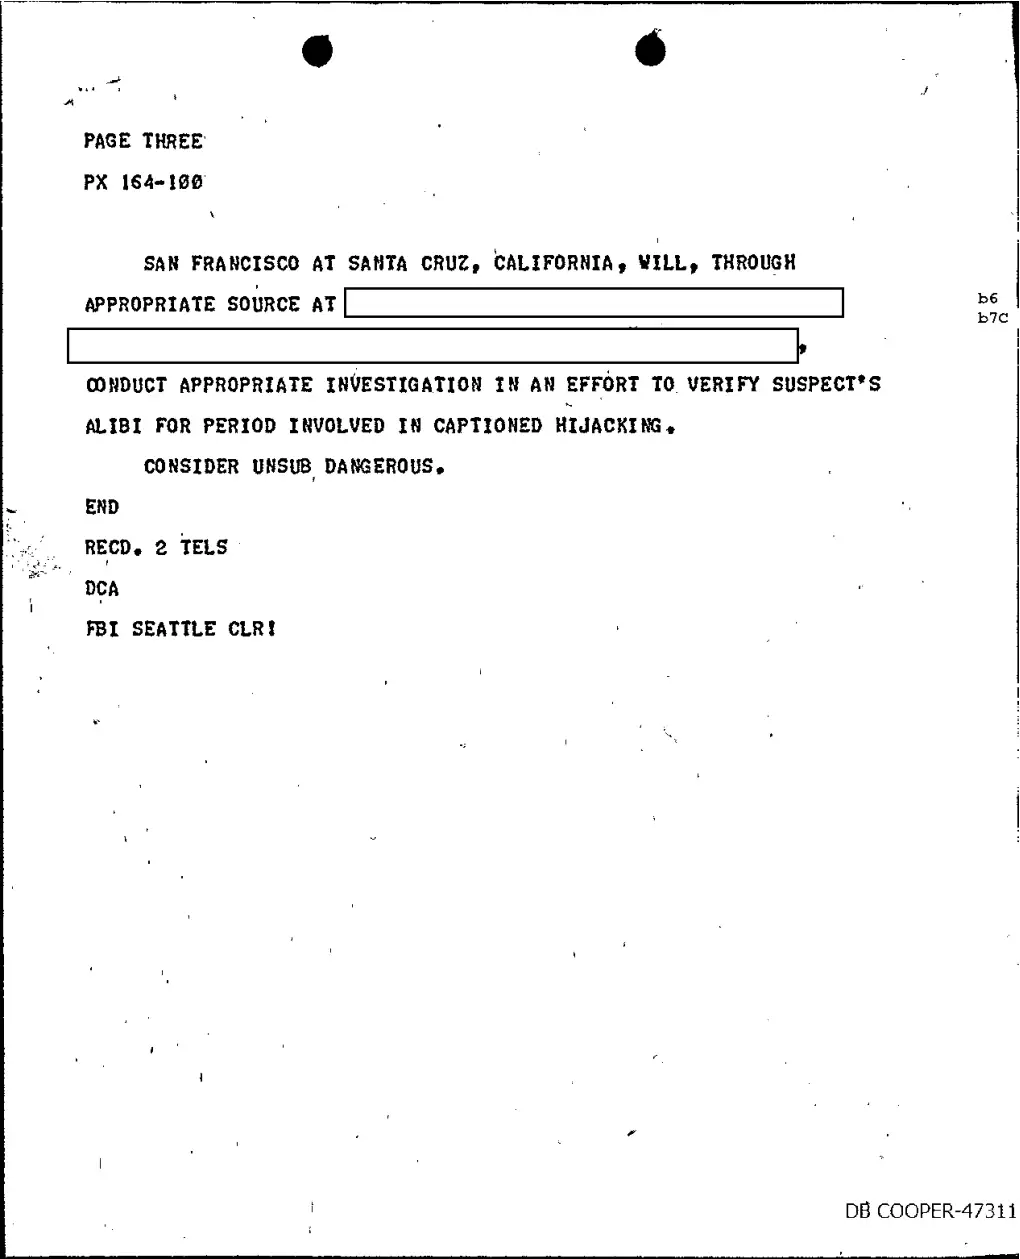 PAGE THREE
PX 164-100
SAN FRANCISCO AT SANTA CRUZ, CALIFORNIA, WILL, THROUGH
APPROPRIATE SOURCE AT
b6
b7C
,
CONDUCT APPROPRIATE INVESTIGATION IN AN EFFORT TO VERIFY SUSPECT'S
ALIBI FOR PERIOD INVOLVED IN CAPTIONED HIJACKING.
CONSIDER UNSUB DANGEROUS.
END
RECD. 2 TELS
DCA
FBI SEATTLE CLR!
DB COOPER-47311